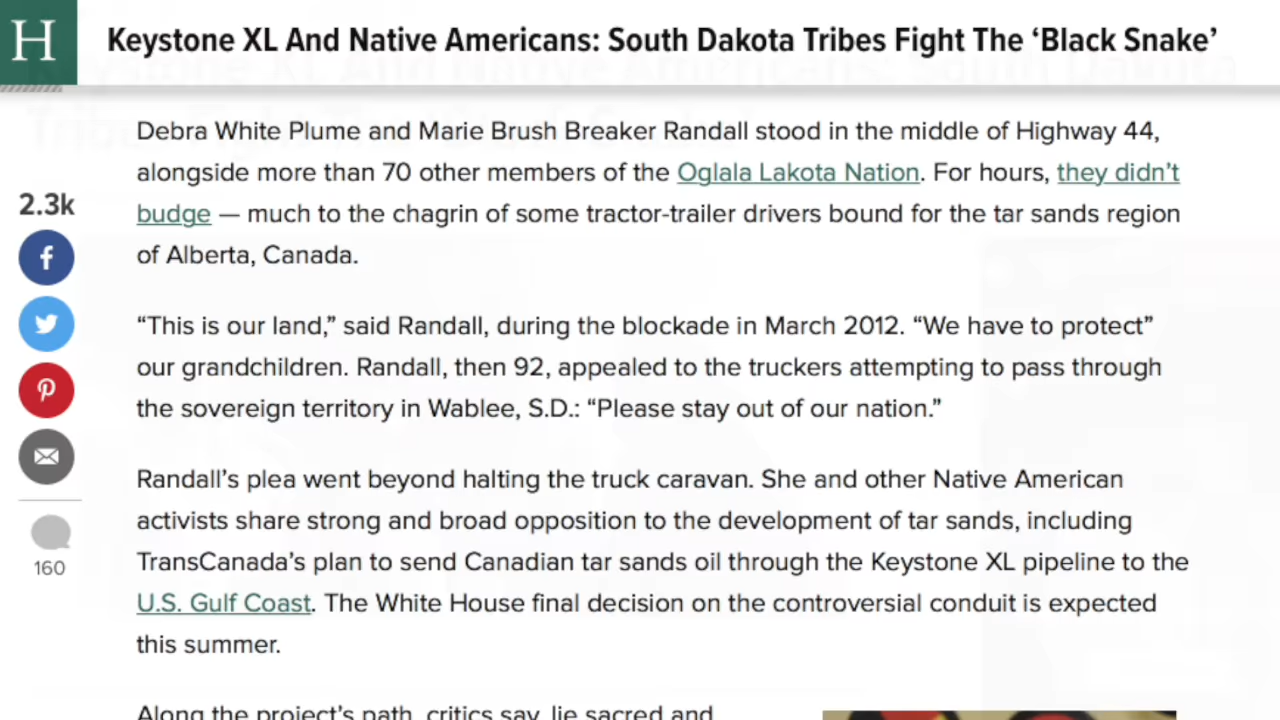 H
Keystone XL And Native Americans: South Dakota Tribes Fight The ‘Black Snake’
Debra White Plume and Marie Brush Breaker Randall stood in the middle of Highway 44,
alongside more than 70 other members of the Oglala Lakota Nation. For hours, they didn’t
budge — much to the chagrin of some tractor-trailer drivers bound for the tar sands region
of Alberta, Canada.
2.3k
“This is our land,” said Randall, during the blockade in March 2012. “We have to protect”
our grandchildren. Randall, then 92, appealed to the truckers attempting to pass through
the sovereign territory in Wablee, S.D.: “Please stay out of our nation.”
Randall’s plea went beyond halting the truck caravan. She and other Native American
activists share strong and broad opposition to the development of tar sands, including
TransCanada’s plan to send Canadian tar sands oil through the Keystone XL pipeline to the
U.S. Gulf Coast. The White House final decision on the controversial conduit is expected
this summer.
160
Along the project’s path, critics say, lie sacred and